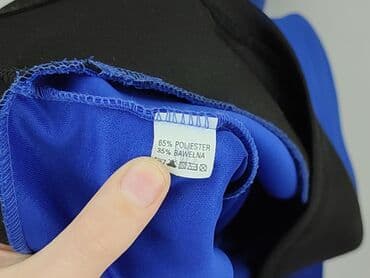 65% POLIESTER
35% BAWEŁNA